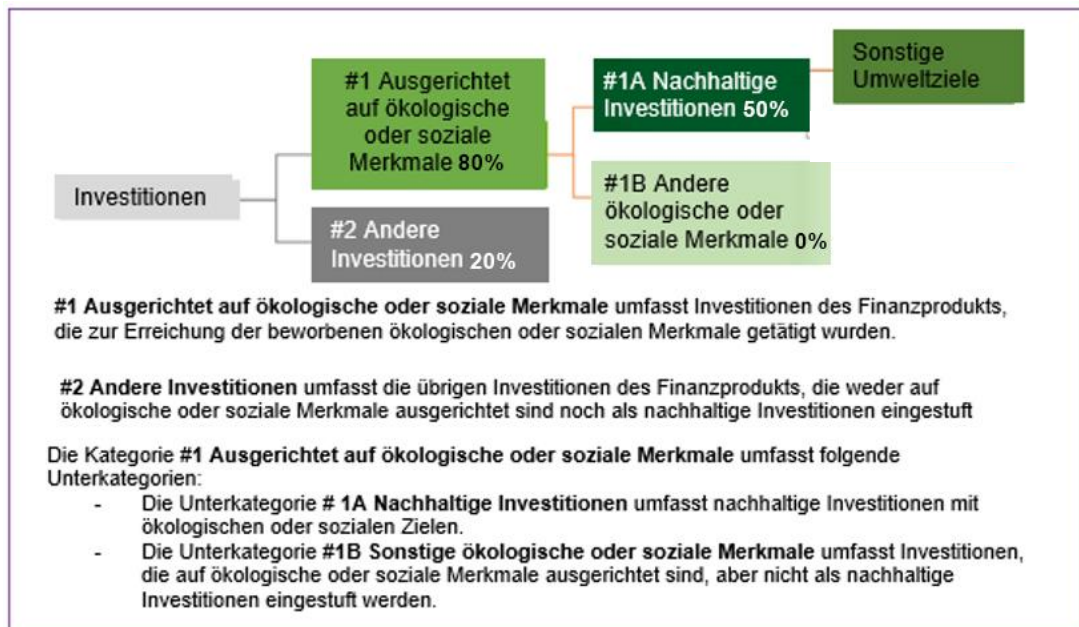 Investitionen
#1 Ausgerichtet
auf ökologische
oder soziale
Merkmale 80%
#2 Andere
Investitionen 20%
#1A Nachhaltige
Investitionen 50%
#1B Andere
ökologische oder
soziale Merkmale 0%
Sonstige
Umweltziele
#1 Ausgerichtet auf ökologische oder soziale Merkmale umfasst Investitionen des Finanzprodukts,
die zur Erreichung der beworbenen ökologischen oder sozialen Merkmale getätigt wurden.
#2 Andere Investitionen umfasst die übrigen Investitionen des Finanzprodukts, die weder auf
ökologische oder soziale Merkmale ausgerichtet sind noch als nachhaltige Investitionen eingestuft
Die Kategorie #1 Ausgerichtet auf ökologische oder soziale Merkmale umfasst folgende
Unterkategorien:
- Die Unterkategorie # 1A Nachhaltige Investitionen umfasst nachhaltige Investitionen mit
ökologischen oder sozialen Zielen.
- Die Unterkategorie #1B Sonstige ökologische oder soziale Merkmale umfasst Investitionen,
die auf ökologische oder soziale Merkmale ausgerichtet sind, aber nicht als nachhaltige
Investitionen eingestuft werden.